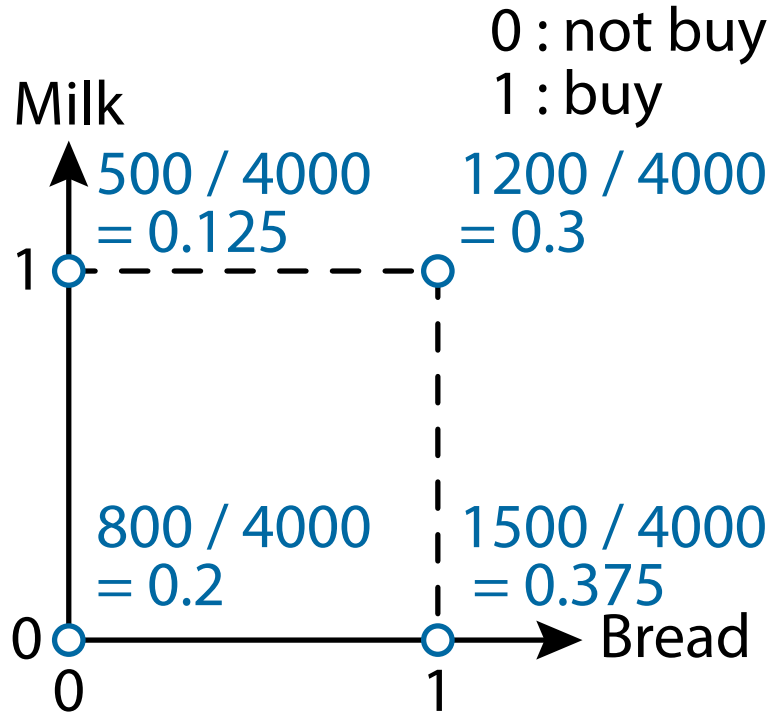 0 : not buy
1 : buy
Milk
500 / 4000
= 0.125
1200 / 4000
= 0.3
1
800 / 4000
= 0.2
1500 / 4000
= 0.375
0
Bread
0
1